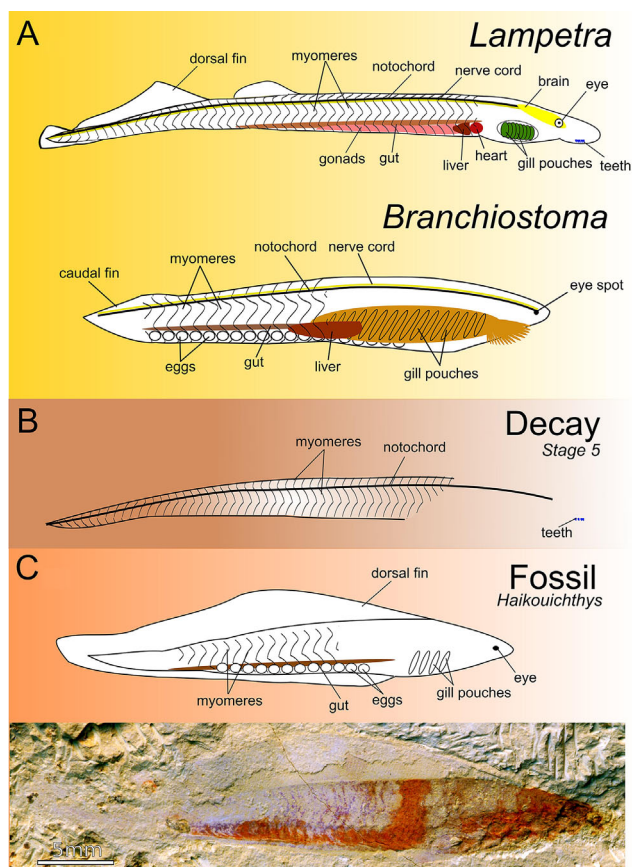 A
Lampetra
dorsal fin
myomeres
notochord
nerve cord
brain
eye
gonads
gut
liver
heart
gill pouches
teeth
Branchiostoma
caudal fin
myomeres
notochord
nerve cord
eye spot
eggs
gut
liver
gill pouches
B
Decay
Stage 5
myomeres
notochord
teeth
C
Fossil
Haikouichthys
dorsal fin
eye
myomeres
gut
eggs
gill pouches
5mm